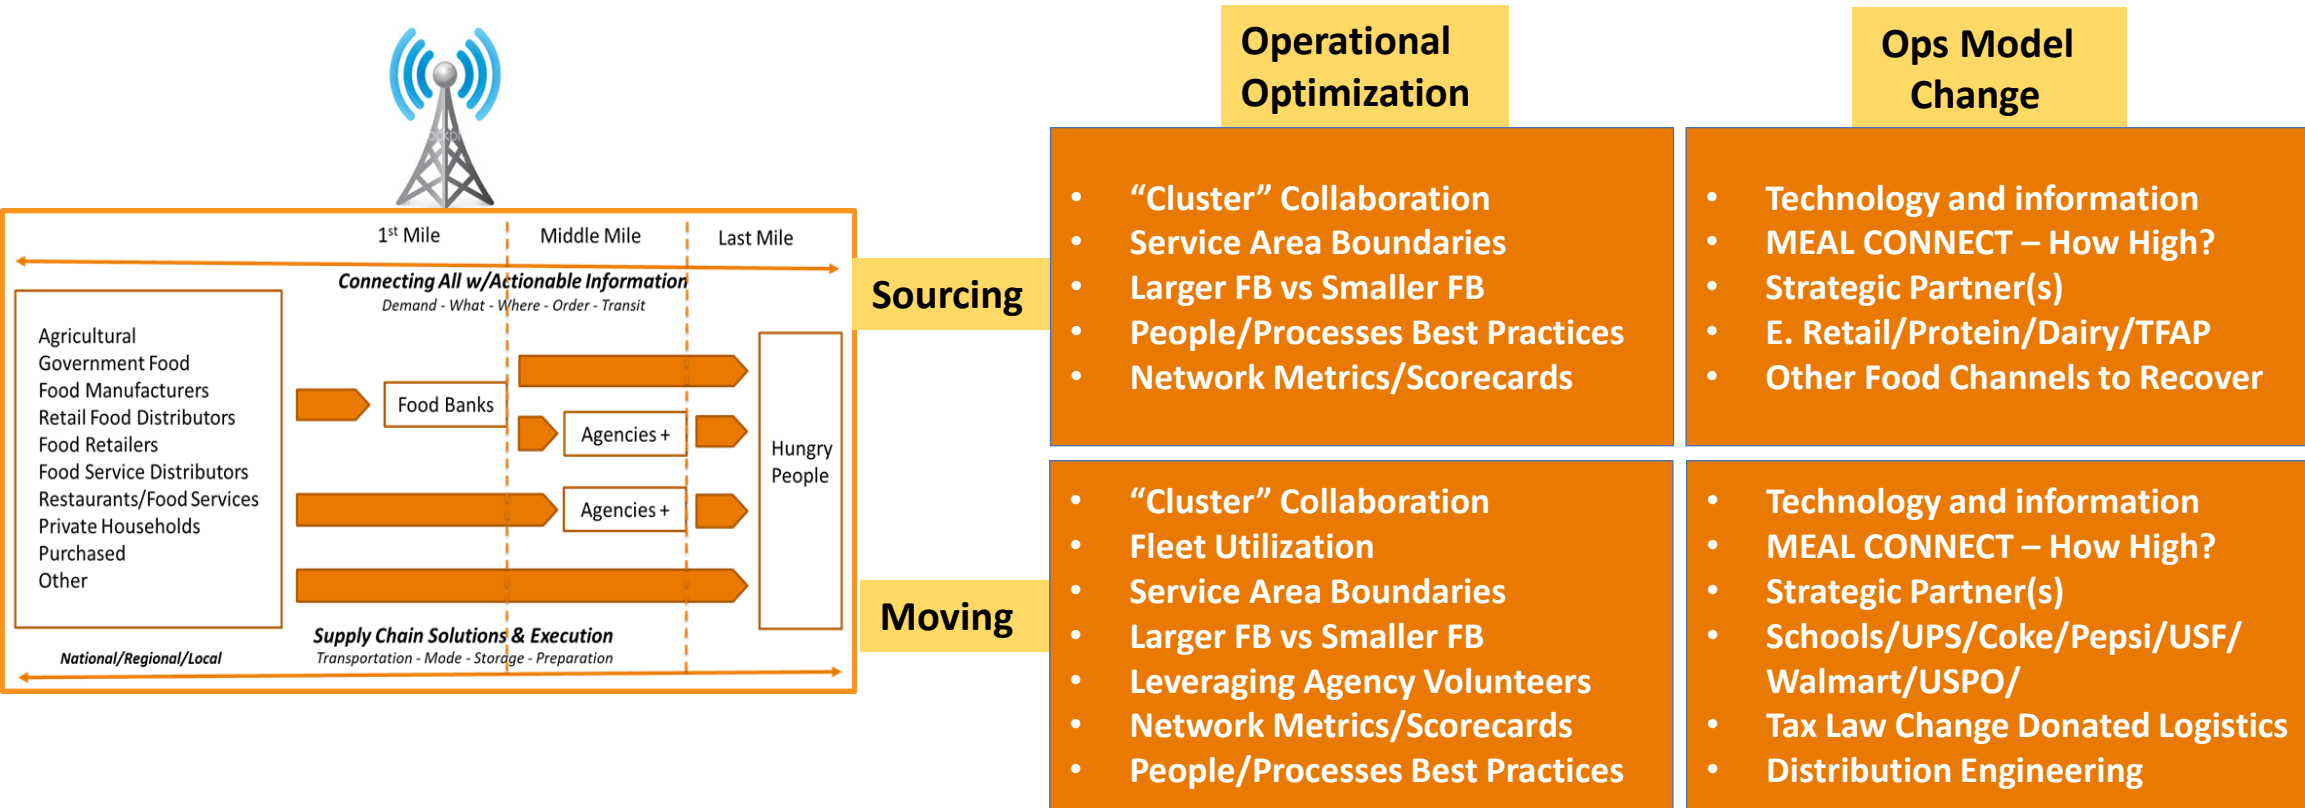 1st Mile
Middle Mile
Last Mile
Connecting All w/Actionable Information
Demand - What - Where - Order - Transit
Agricultural
Government Food
Food Manufacturers
Retail Food Distributors
Food Retailers
Food Service Distributors
Restaurants/Food Services
Private Households
Purchased
Other
Food Banks
Agencies +
Agencies +
Hungry
People
Supply Chain Solutions & Execution
Transportation - Mode - Storage - Preparation
National/Regional/Local
Operational
Optimization
Ops Model
Change
Sourcing
• “Cluster” Collaboration
• Service Area Boundaries
• Larger FB vs Smaller FB
• People/Processes Best Practices
• Network Metrics/Scorecards
• Technology and information
• MEAL CONNECT – How High?
• Strategic Partner(s)
• E. Retail/Protein/Dairy/TFAP
• Other Food Channels to Recover
Moving
• “Cluster” Collaboration
• Fleet Utilization
• Service Area Boundaries
• Larger FB vs Smaller FB
• Leveraging Agency Volunteers
• Network Metrics/Scorecards
• People/Processes Best Practices
• Technology and information
• MEAL CONNECT – How High?
• Strategic Partner(s)
• Schools/UPS/Coke/Pepsi/USF/
Walmart/USPO/
• Tax Law Change Donated Logistics
• Distribution Engineering